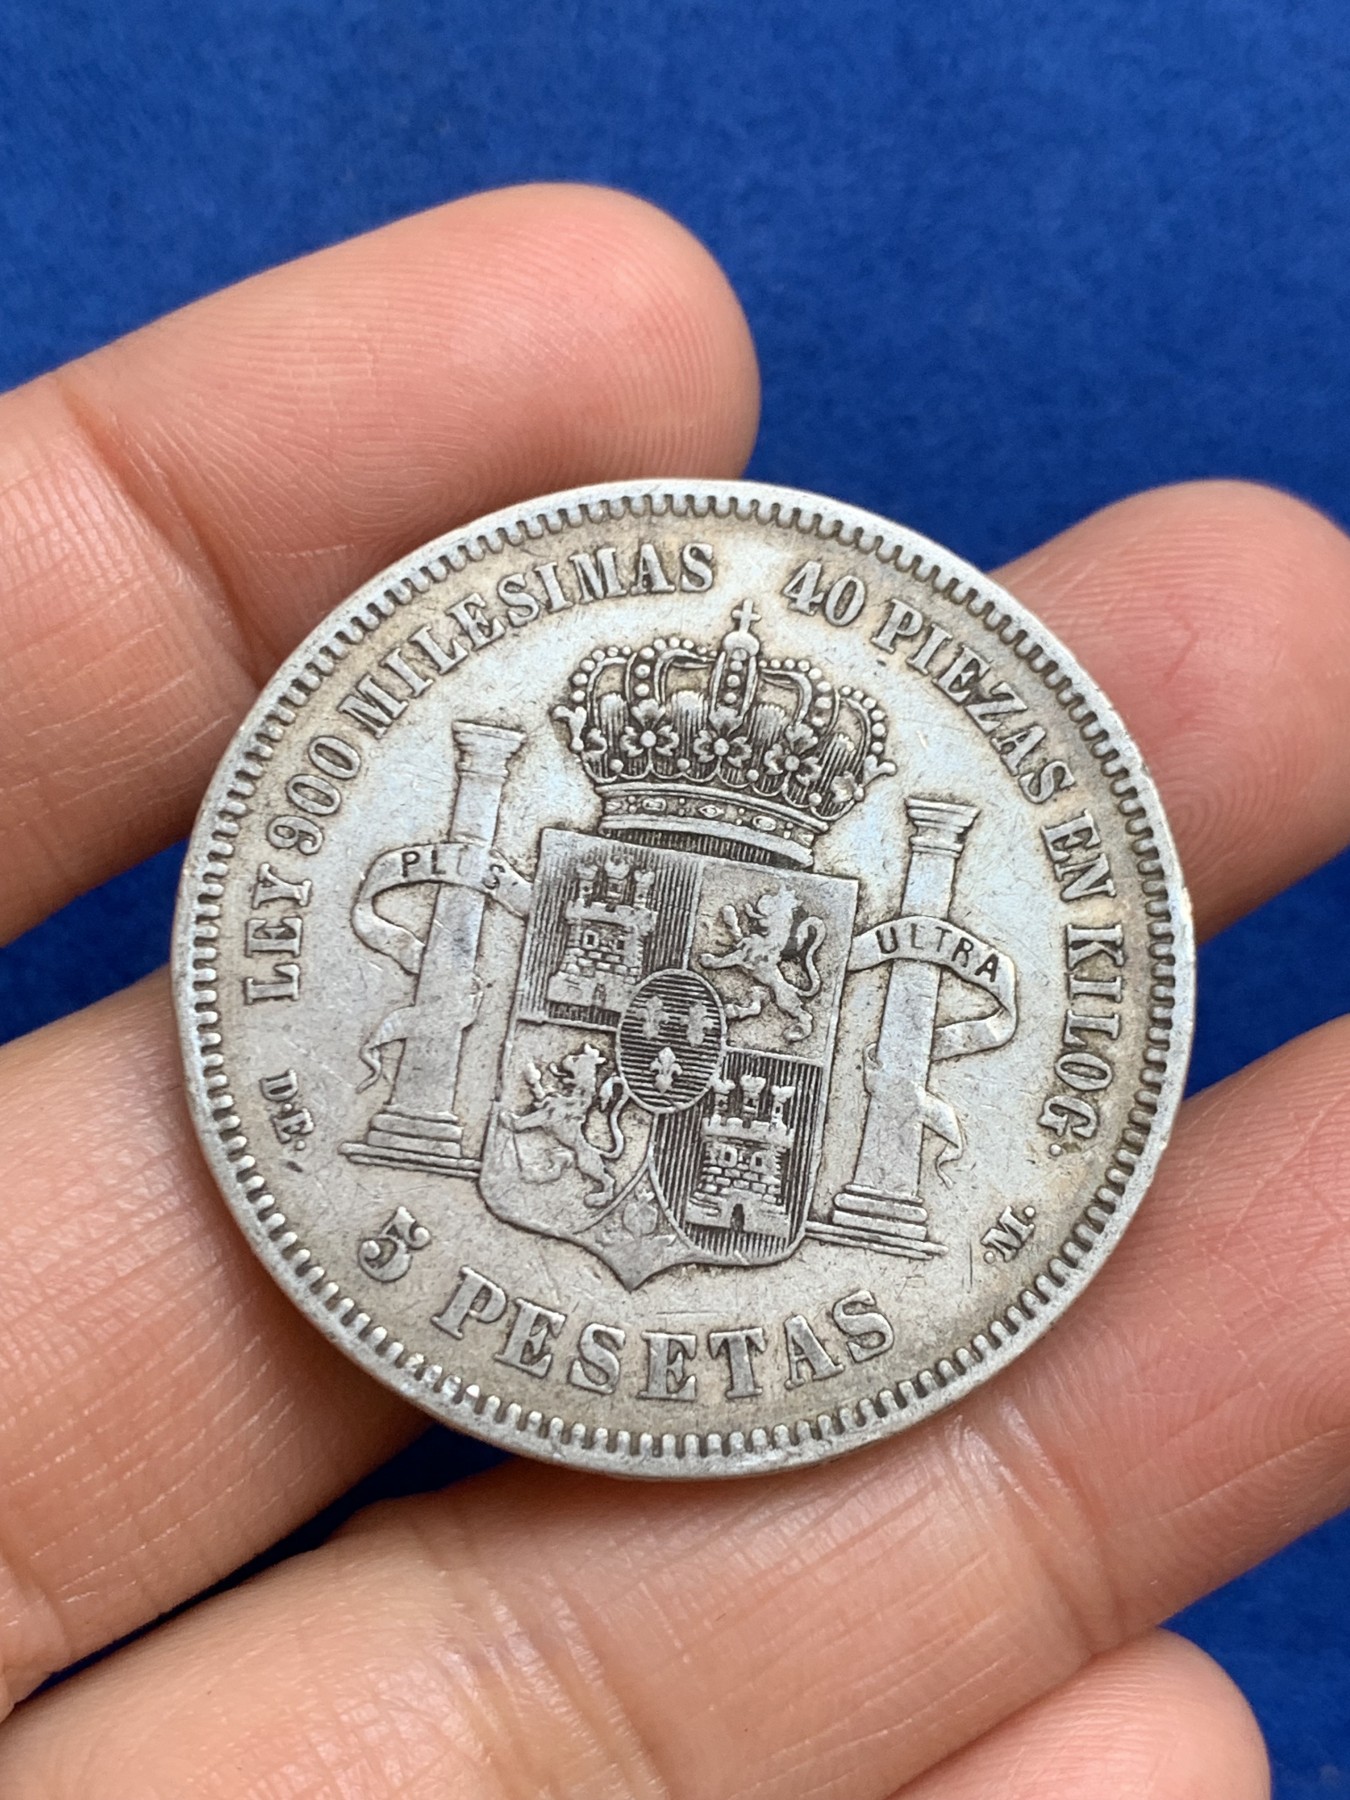 LEY 900 MILESIMAS 40 PIEZAS EN KILOG.
PLUS
ULTRA
D.E.
.M.
5 PESETAS